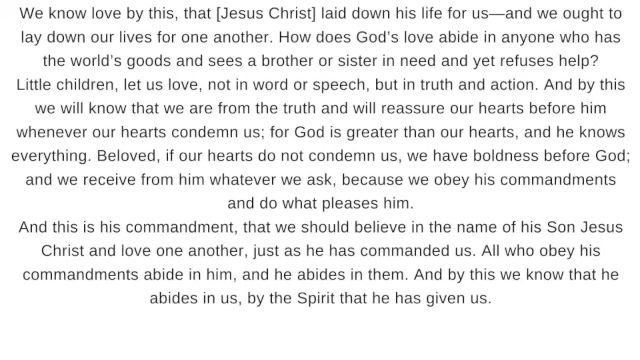 We know love by this, that [Jesus Christ] laid down his life for us—and we ought to
lay down our lives for one another. How does God’s love abide in anyone who has
the world’s goods and sees a brother or sister in need and yet refuses help?
Little children, let us love, not in word or speech, but in truth and action. And by this
we will know that we are from the truth and will reassure our hearts before him
whenever our hearts condemn us; for God is greater than our hearts, and he knows
everything. Beloved, if our hearts do not condemn us, we have boldness before God;
and we receive from him whatever we ask, because we obey his commandments
and do what pleases him.
And this is his commandment, that we should believe in the name of his Son Jesus
Christ and love one another, just as he has commanded us. All who obey his
commandments abide in him, and he abides in them. And by this we know that he
abides in us, by the Spirit that he has given us.